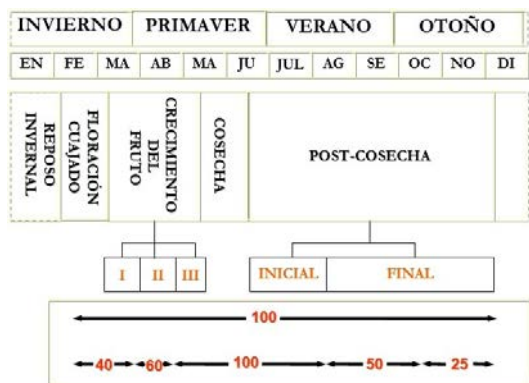 INVIERNO PRIMAVER VERANO OTOÑO
EN FE MA AB MA JU JUL AG SE OC NO DI
REPOSO
INVERNAL
FLORACIÓN
CUAJADO
CRECIMIENTO
DEL
FRUTO
COSECHA
POST-COSECHA
I II III INICIAL FINAL
100
40 60 100 50 25